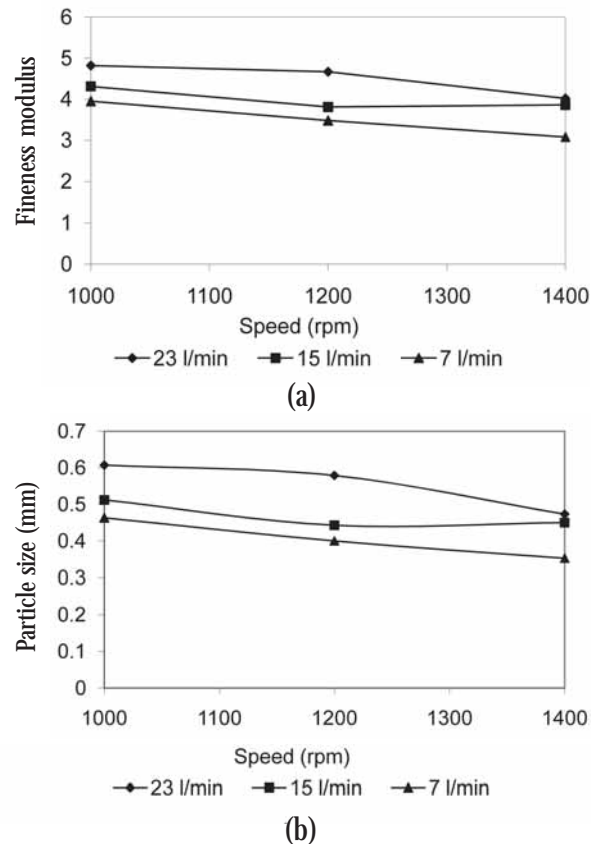 6
5
4
3
2
1
0
Fineness modulus
1000 1100 1200 1300 1400
Speed (rpm)
23 l/min 15 l/min 7 l/min
(a)
0.7
0.6
0.5
0.4
0.3
0.2
0.1
0
Particle size (mm)
1000 1100 1200 1300 1400
Speed (rpm)
23 l/min 15 l/min 7 l/min
(b)